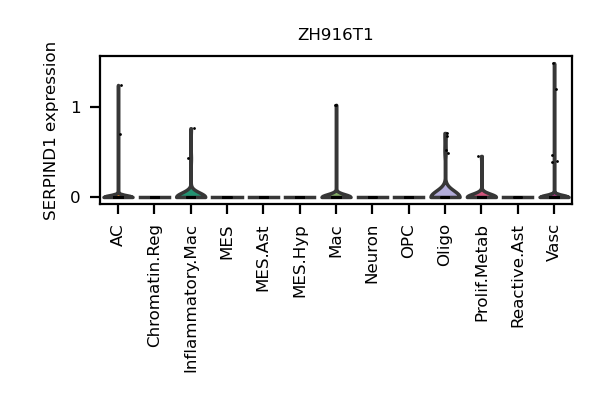 ZH916T1
SERPIND1 expression
1
0
AC
Chromatin.Reg
Inflammatory.Mac
MES
MES.Ast
MES.Hyp
Mac
Neuron
OPC
Oligo
Prolif.Metab
Reactive.Ast
Vasc